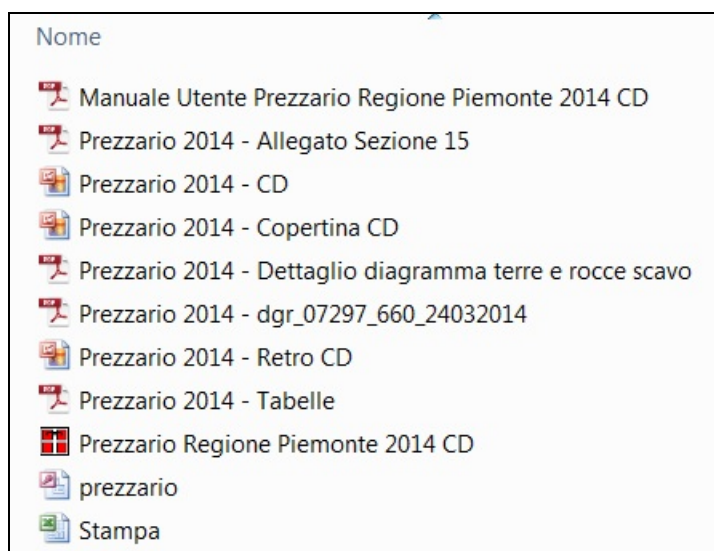 Nome
Manuale Utente Prezzario Regione Piemonte 2014 CD
Prezzario 2014 - Allegato Sezione 15
Prezzario 2014 - CD
Prezzario 2014 - Copertina CD
Prezzario 2014 - Dettaglio diagramma terre e rocce scavo
Prezzario 2014 - dgr_07297_660_24032014
Prezzario 2014 - Retro CD
Prezzario 2014 - Tabelle
Prezzario Regione Piemonte 2014 CD
prezzario
Stampa